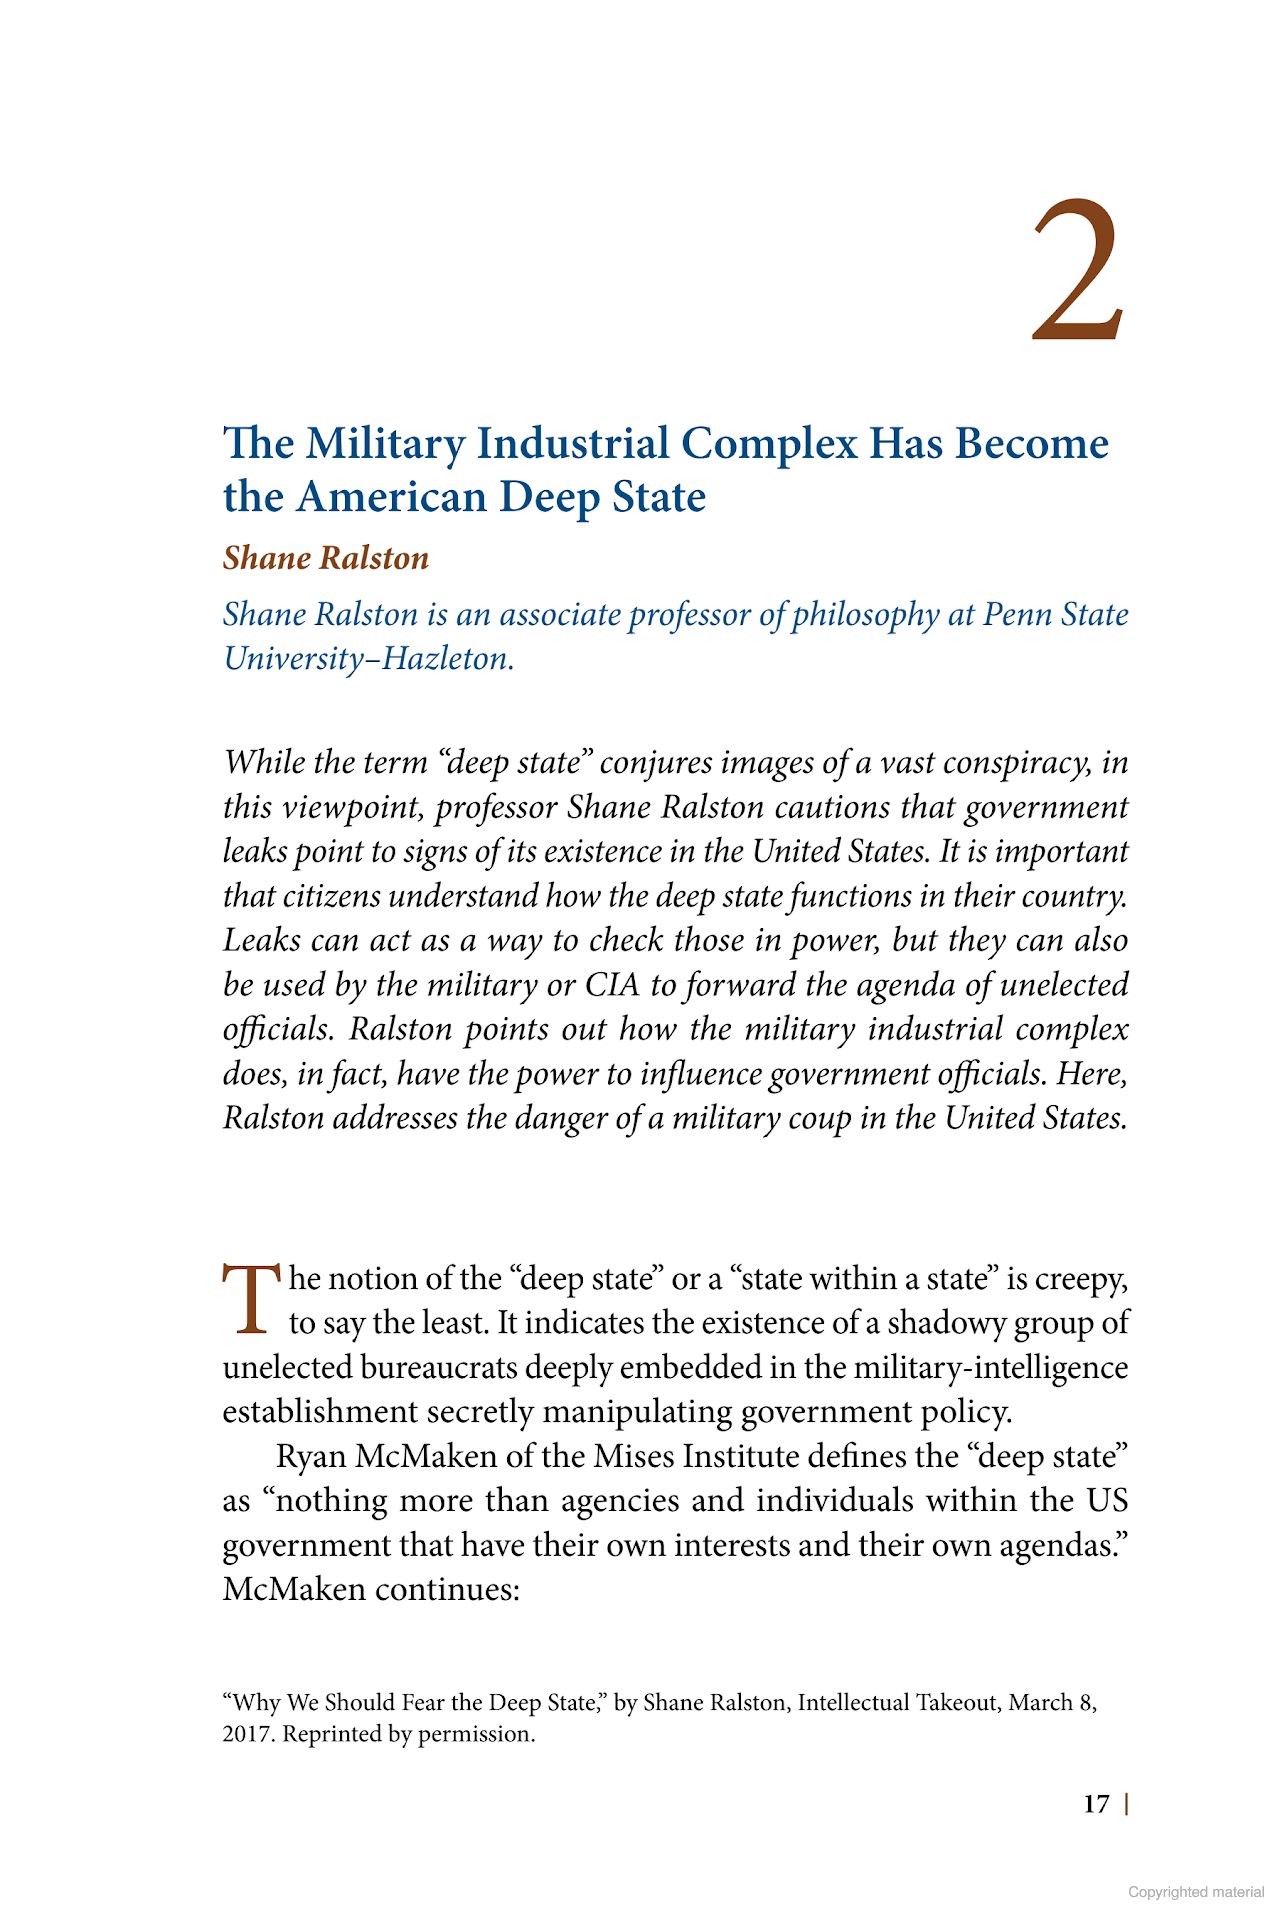 2
The Military Industrial Complex Has Become
the American Deep State
Shane Ralston
Shane Ralston is an associate professor of philosophy at Penn State
University–Hazleton.
While the term “deep state” conjures images of a vast conspiracy, in
this viewpoint, professor Shane Ralston cautions that government
leaks point to signs of its existence in the United States. It is important
that citizens understand how the deep state functions in their country.
Leaks can act as a way to check those in power, but they can also
be used by the military or CIA to forward the agenda of unelected
officials. Ralston points out how the military industrial complex
does, in fact, have the power to influence government officials. Here,
Ralston addresses the danger of a military coup in the United States.
The notion of the “deep state” or a “state within a state” is creepy,
to say the least. It indicates the existence of a shadowy group of
unelected bureaucrats deeply embedded in the military-intelligence
establishment secretly manipulating government policy.
Ryan McMaken of the Mises Institute defines the “deep state”
as “nothing more than agencies and individuals within the US
government that have their own interests and their own agendas.”
McMaken continues:
“Why We Should Fear the Deep State,” by Shane Ralston, Intellectual Takeout, March 8,
2017. Reprinted by permission.
17 |
Copyrighted material